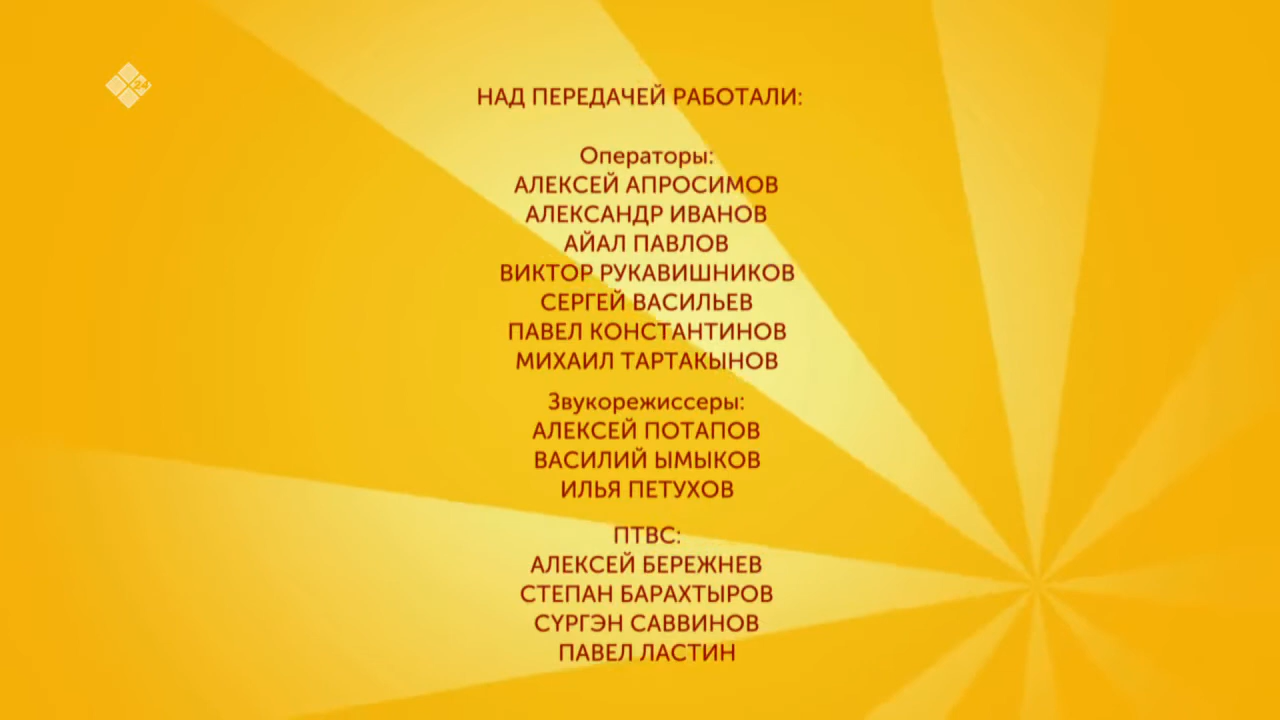 24
НАД ПЕРЕДАЧЕЙ РАБОТАЛИ:
Операторы:
АЛЕКСЕЙ АПРОСИМОВ
АЛЕКСАНДР ИВАНОВ
АЙАЛ ПАВЛОВ
ВИКТОР РУКАВИШНИКОВ
СЕРГЕЙ ВАСИЛЬЕВ
ПАВЕЛ КОНСТАНТИНОВ
МИХАИЛ ТАРТАКЫНОВ
Звукорежиссеры:
АЛЕКСЕЙ ПОТАПОВ
ВАСИЛИЙ ЫМЫКОВ
ИЛЬЯ ПЕТУХОВ
ПТВС:
АЛЕКСЕЙ БЕРЕЖНЕВ
СТЕПАН БАРАХТЫРОВ
СҮРГЭН САВВИНОВ
ПАВЕЛ ЛАСТИН